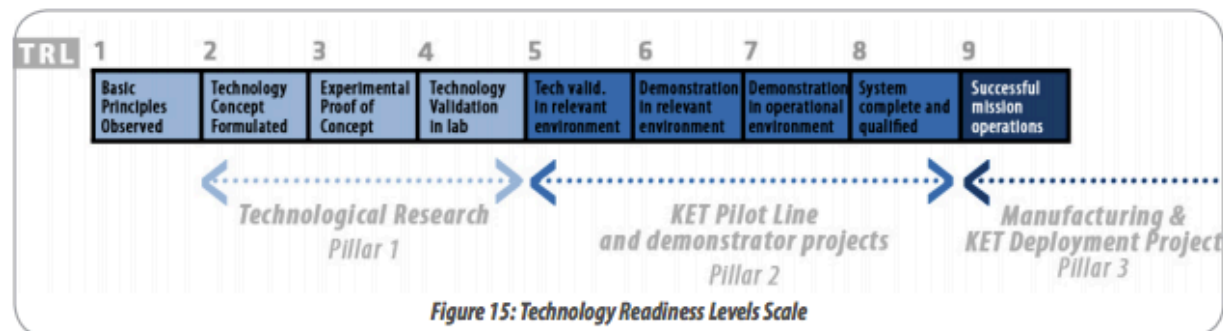 TRL 1 2 3 4 5 6 7 8 9
Basic
Principles
Observed
Technology
Concept
Formulated
Experimental
Proof of
Concept
Technology
Validation
in lab
Tech valid.
in relevant
environment
Demonstration
in relevant
environment
Demonstration
in operational
environment
System
complete and
qualified
Successful
mission
operations
Technological Research
Pillar 1
KET Pilot Line
and demonstrator projects
Pillar 2
Manufacturing &
KET Deployment Project
Pillar 3
Figure 15: Technology Readiness Levels Scale